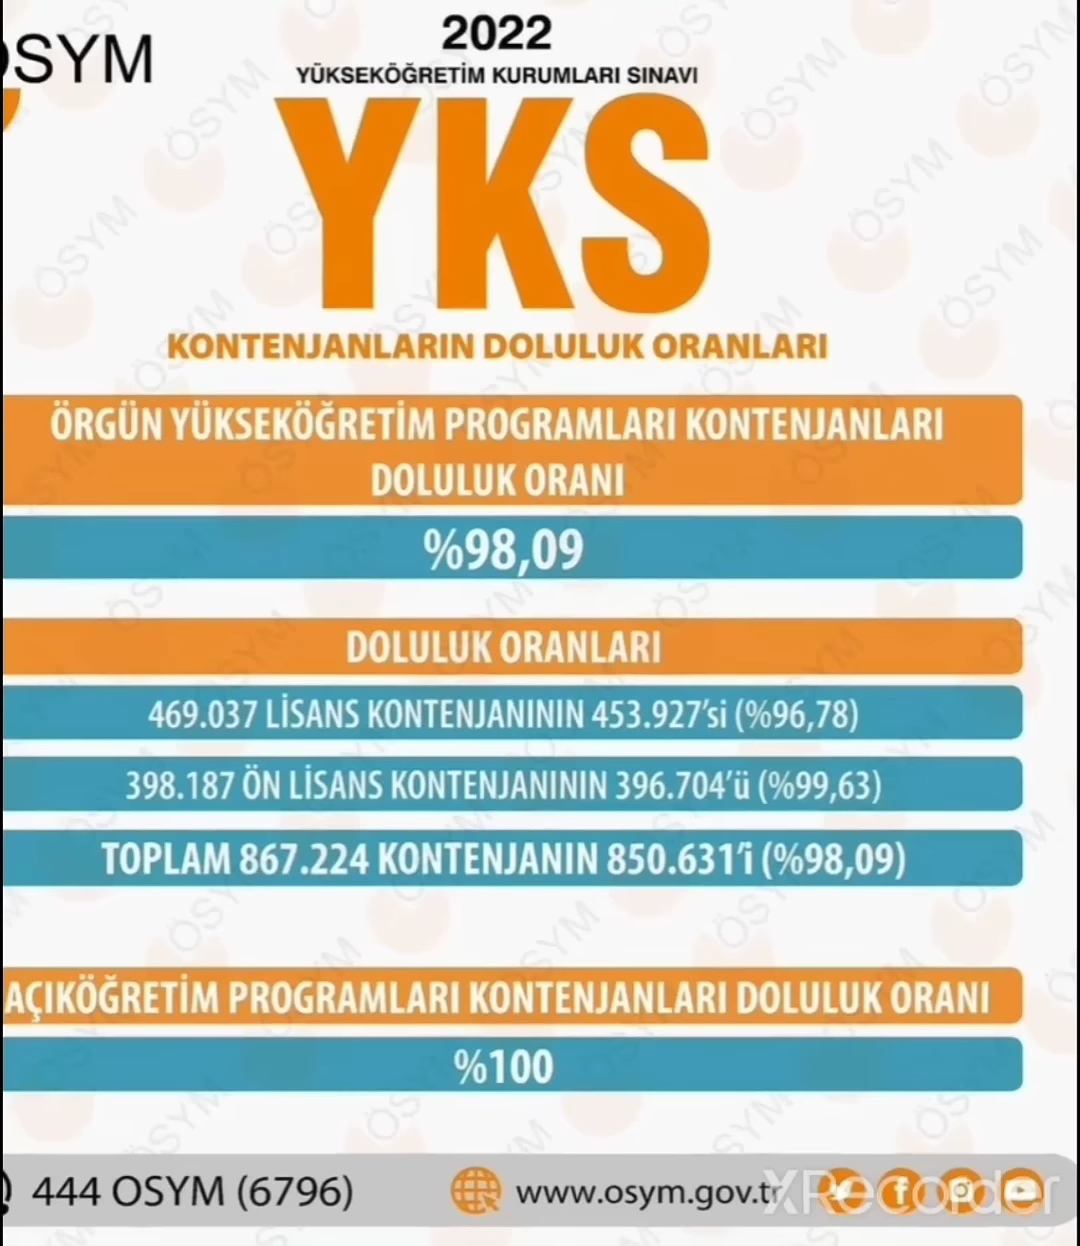 ÖSYM
2022
YÜKSEKÖĞRETİM KURUMLARI SINAVI
YKS
KONTENJANLARIN DOLULUK ORANLARI
ÖRGÜN YÜKSEKÖĞRETİM PROGRAMLARI KONTENJANLARI
DOLULUK ORANI
%98,09
DOLULUK ORANLARI
469.037 LİSANS KONTENJANININ 453.927'si (%96,78)
398.187 ÖN LİSANS KONTENJANININ 396.704'ü (%99,63)
TOPLAM 867.224 KONTENJANIN 850.631'i (%98,09)
AÇIKÖĞRETİM PROGRAMLARI KONTENJANLARI DOLULUK ORANI
%100
444 OSYM (6796) www.osym.gov.tr
XRecorder